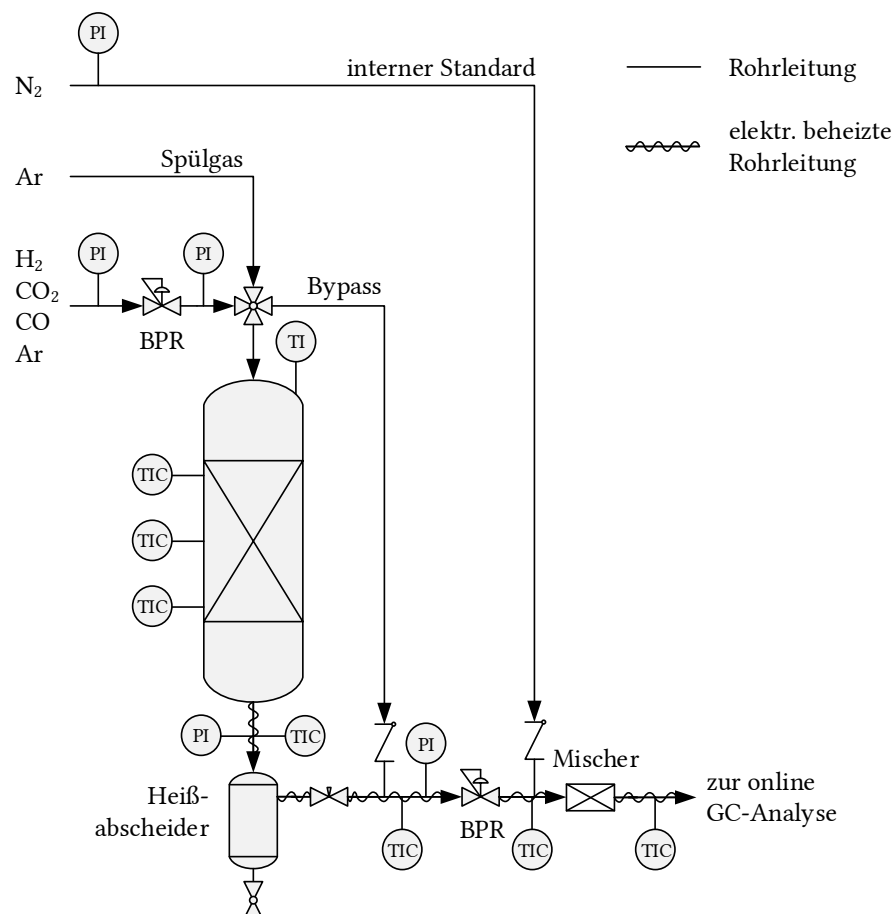 PI
interner Standard
Rohrleitung
N₂
elektr. beheizte
Rohrleitung
Spülgas
Ar
PI
PI
H₂
CO₂
CO
Ar
BPR
Bypass
TI
TIC
TIC
TIC
PI
TIC
PI
Mischer
Heiß-
abscheider
BPR
zur online
GC-Analyse
TIC
TIC
TIC